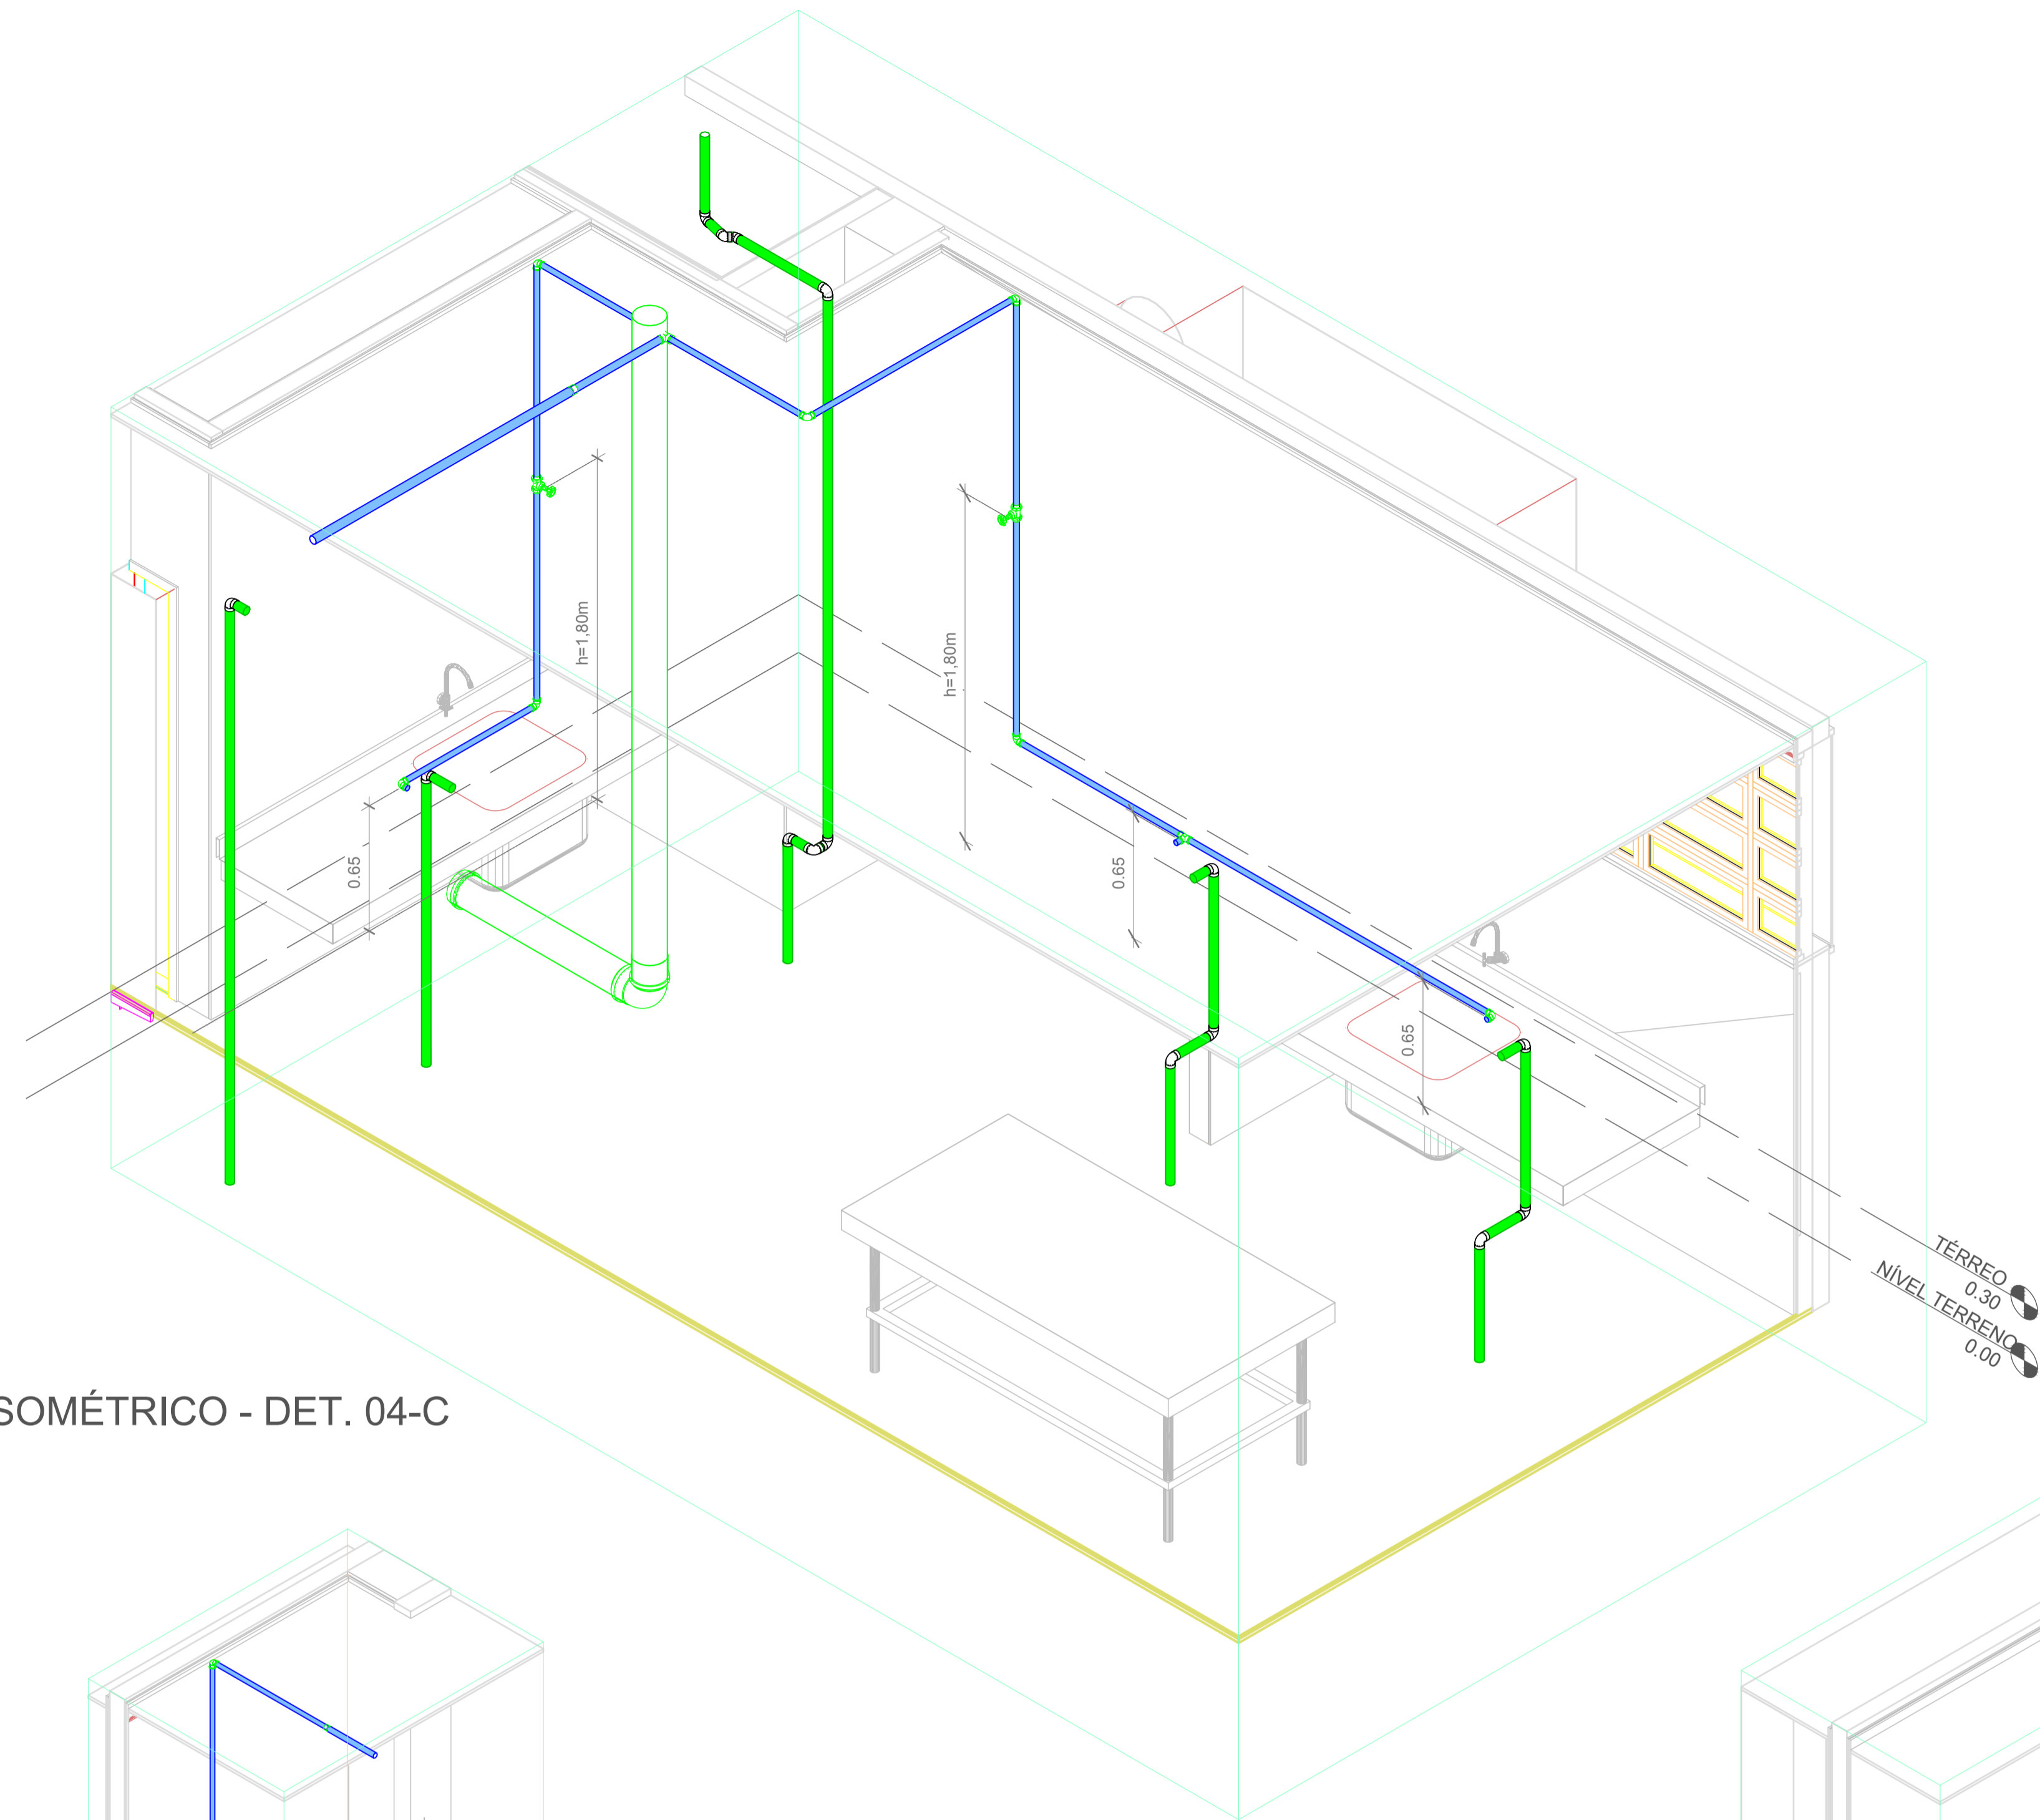 h=1,80m
h=1,80m
0.65
0.65
0.65
TÉRREO
0.30
NÍVEL TERRENO
0.00
SOMÉTRICO - DET. 04-C